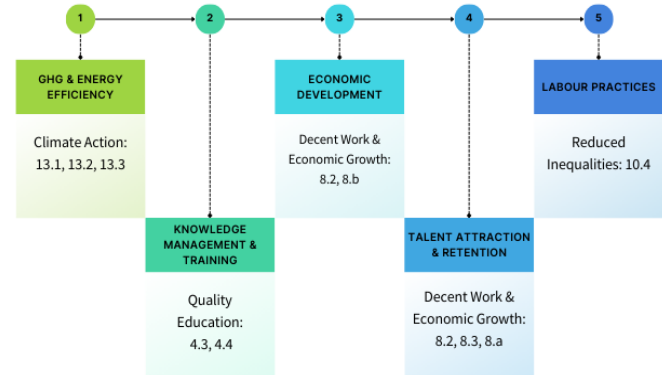 1
2
3
4
5
GHG & ENERGY
EFFICIENCY
Climate Action:
13.1, 13.2, 13.3
KNOWLEDGE
MANAGEMENT &
TRAINING
Quality
Education:
4.3, 4.4
ECONOMIC
DEVELOPMENT
Decent Work &
Economic Growth:
8.2, 8.b
TALENT ATTRACTION
& RETENTION
Decent Work &
Economic Growth:
8.2, 8.3, 8.a
LABOUR PRACTICES
Reduced
Inequalities: 10.4